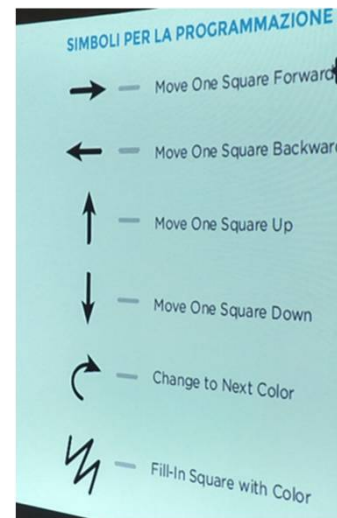 SIMBOLI PER LA PROGRAMMAZIONE
Move One Square Forward
Move One Square Backward
Move One Square Up
Move One Square Down
Change to Next Color
Fill-In Square with Color